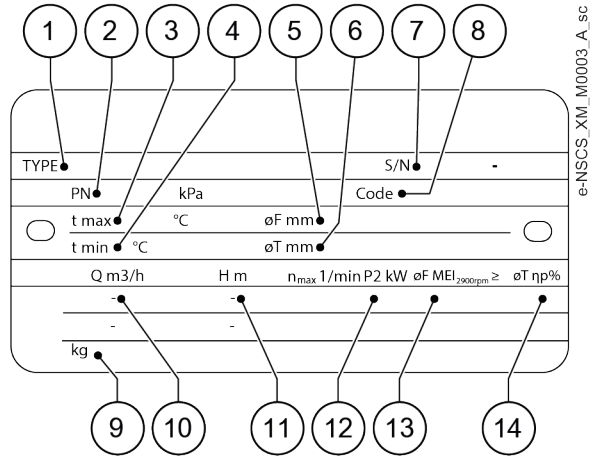 1 2 3 4 5 6 7 8
e-NSCS_XM_M0003_A_sc
TYPE S/N -
PN kPa Code
t max °C øF mm
t min °C øT mm
Q m3/h H m nmax 1/min P2 kW øF MEI2900rpm ≥ øT ηp%
- -
- -
kg
9 10 11 12 13 14